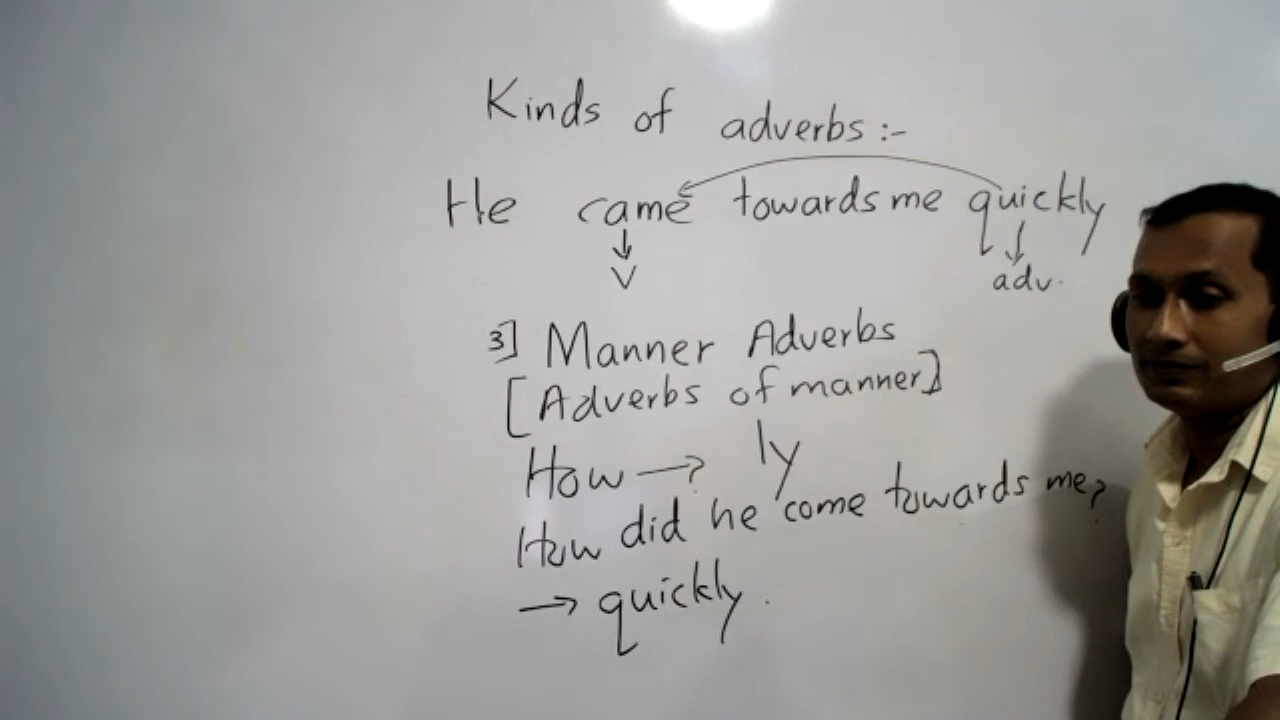 Kinds of adverbs :-
He came towards me quickly
↓ V ↓ adv.
3] Manner Adverbs
[Adverbs of manner]
How →? ly
How did he come towards me?
→ quickly.